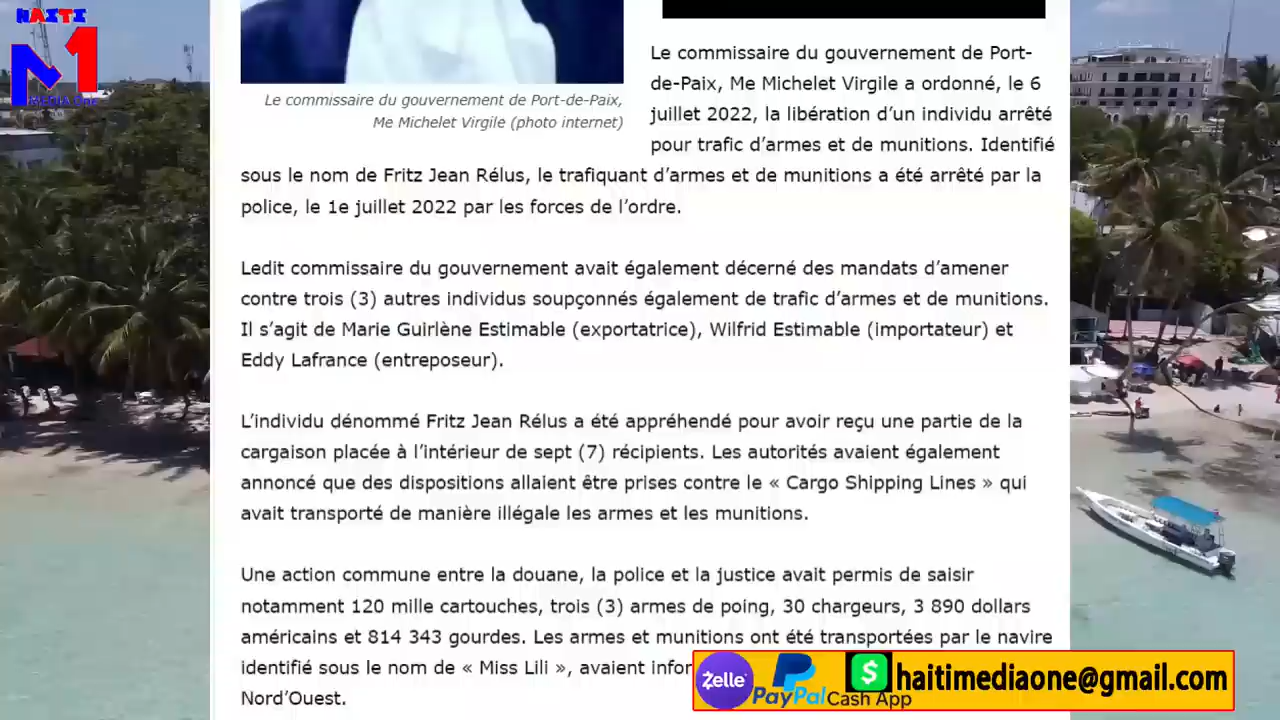 HAITI
M1
MEDIA One
Le commissaire du gouvernement de Port-de-Paix,
Me Michelet Virgile (photo internet)
Le commissaire du gouvernement de Port-
de-Paix, Me Michelet Virgile a ordonné, le 6
juillet 2022, la libération d’un individu arrêté
pour trafic d’armes et de munitions. Identifié
sous le nom de Fritz Jean Rélus, le trafiquant d’armes et de munitions a été arrêté par la
police, le 1e juillet 2022 par les forces de l’ordre.
Ledit commissaire du gouvernement avait également décerné des mandats d’amener
contre trois (3) autres individus soupçonnés également de trafic d’armes et de munitions.
Il s’agit de Marie Guirlène Estimable (exportatrice), Wilfrid Estimable (importateur) et
Eddy Lafrance (entreposeur).
L’individu dénommé Fritz Jean Rélus a été appréhendé pour avoir reçu une partie de la
cargaison placée à l’intérieur de sept (7) récipients. Les autorités avaient également
annoncé que des dispositions allaient être prises contre le « Cargo Shipping Lines » qui
avait transporté de manière illégale les armes et les munitions.
Une action commune entre la douane, la police et la justice avait permis de saisir
notamment 120 mille cartouches, trois (3) armes de poing, 30 chargeurs, 3 890 dollars
américains et 814 343 gourdes. Les armes et munitions ont été transportées par le navire
identifié sous le nom de « Miss Lili », avaient infor
Nord’Ouest.
Zelle PayPal $ Cash App haitimediaone@gmail.com